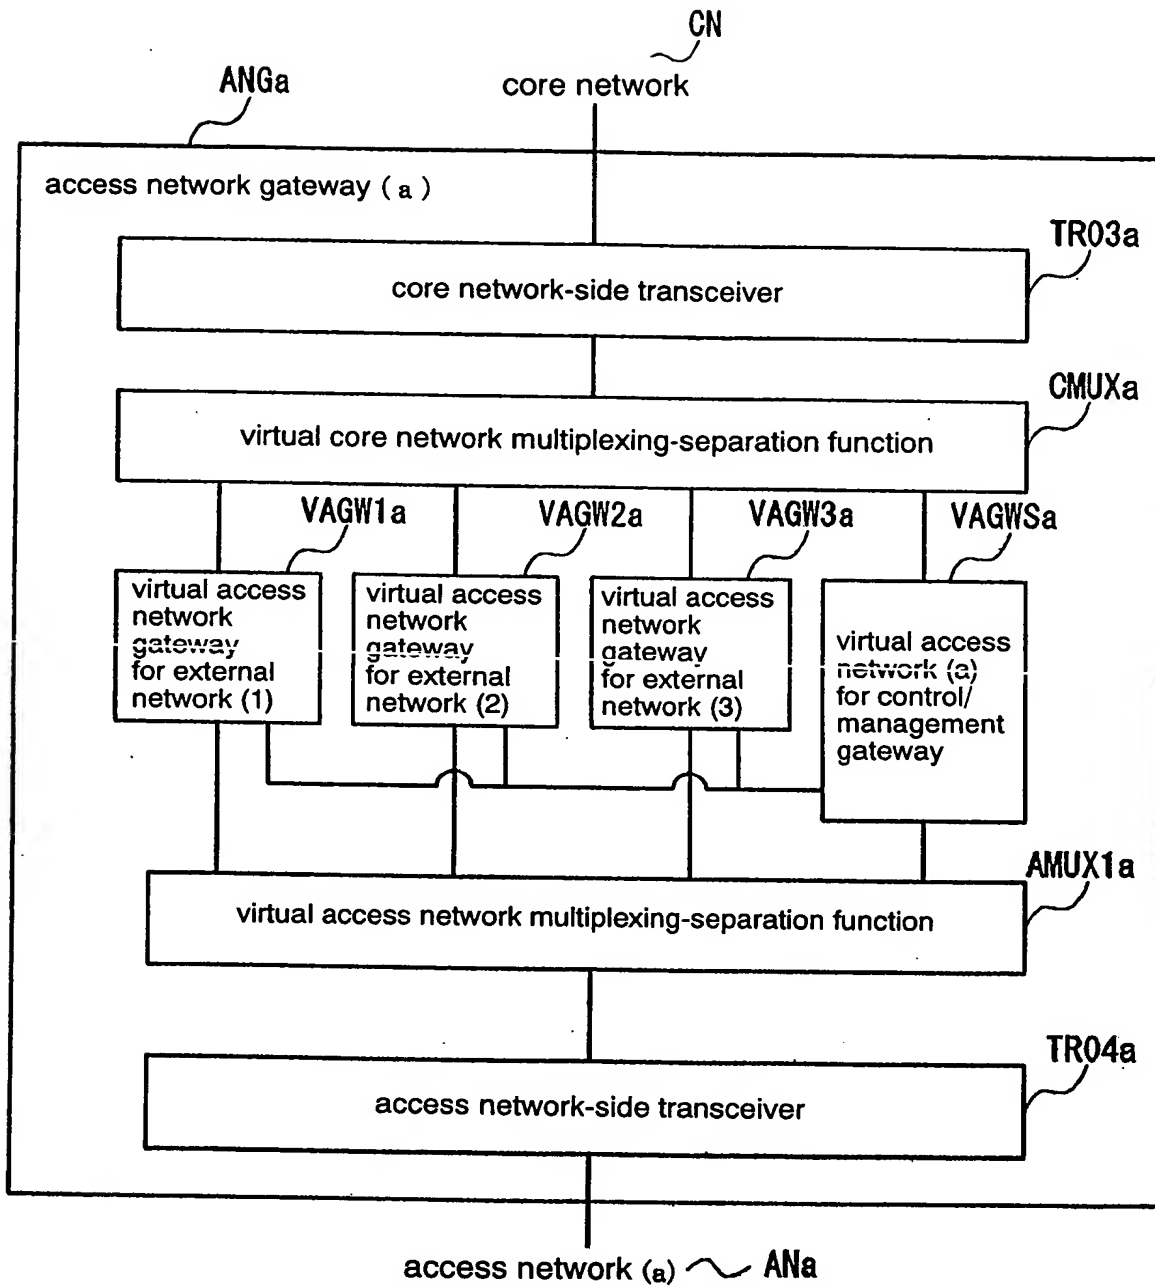 CN
core network
ANGa
access network gateway (a)
TR03a
core network-side transceiver
CMUXa
virtual core network multiplexing-separation function
VAGW1a
VAGW2a
VAGW3a
VAGWSa
virtual access
network
gateway
for external
network (1)
virtual access
network
gateway
for external
network (2)
virtual access
network
gateway
for external
network (3)
virtual access
network (a)
for control/
management
gateway
AMUX1a
virtual access network multiplexing-separation function
TR04a
access network-side transceiver
access network (a)
ANa